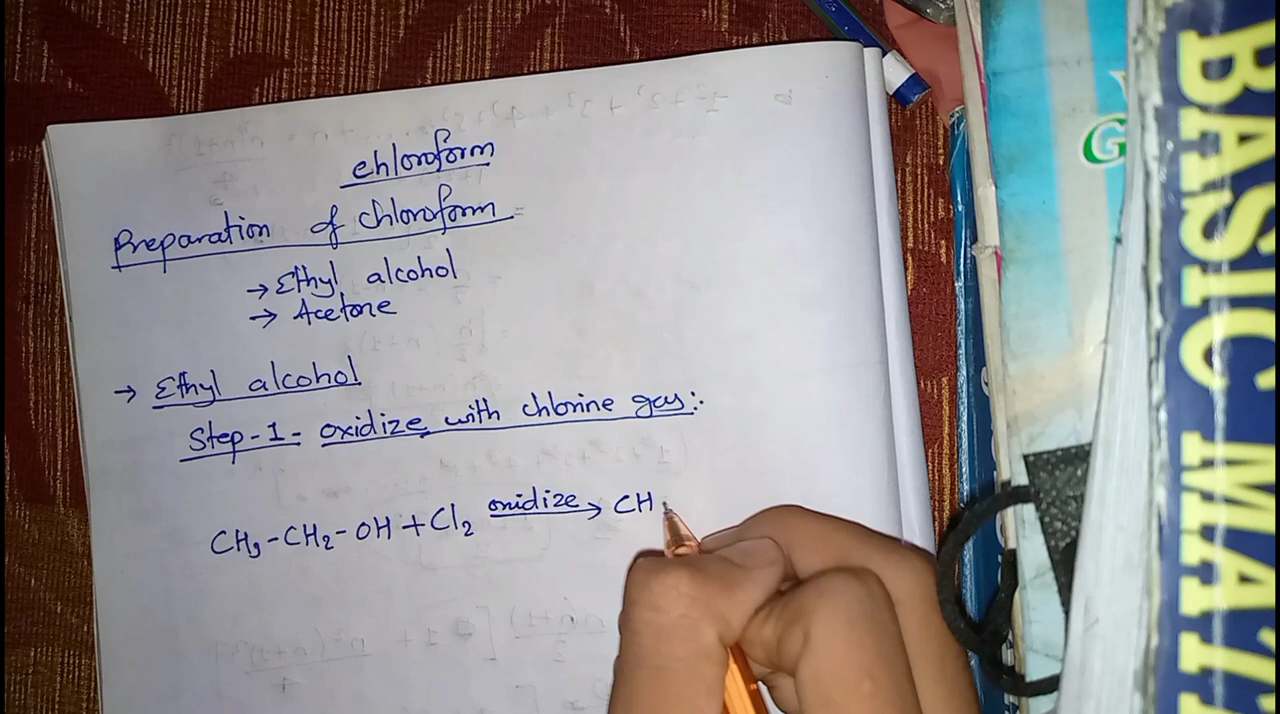 chloroform
Preparation of chloroform =
→ Ethyl alcohol
→ Acetone
→ Ethyl alcohol
Step-1- oxidize with chlorine gas:
CH₃-CH₂-OH + Cl₂ oxidize→ CH
BASIC MAT
G